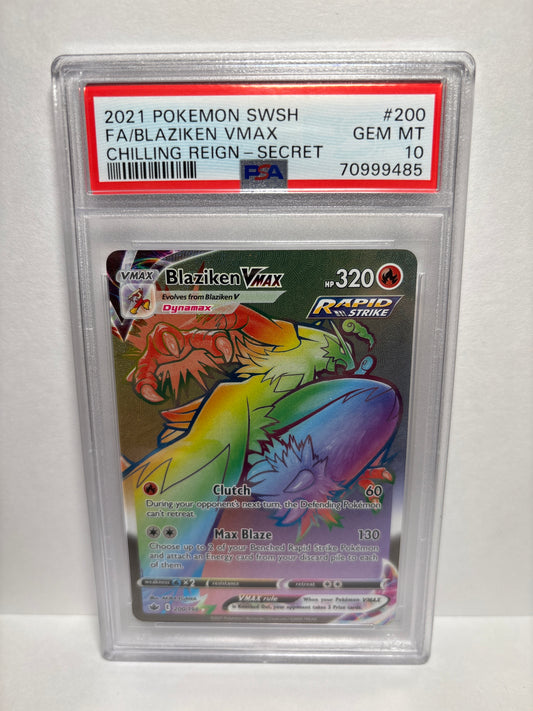 2021 POKEMON SWSH #200
FA/BLAZIKEN VMAX GEM MT
CHILLING REIGN - SECRET 10
PSA 70999485
VMAX Blaziken VMAX HP 320
Evolves from Blaziken V
Dynamax
RAPID STRIKE
Clutch 60
During your opponent's next turn, the Defending Pokémon
can't retreat.
Max Blaze 130
Choose up to 2 of your Benched Rapid Strike Pokémon
and attach an Energy card from your discard pile to each
of them.
weakness ×2 resistance retreat
VMAX rule When your Pokémon VMAX
is Knocked Out, your opponent takes 3 Prize cards.
200/198